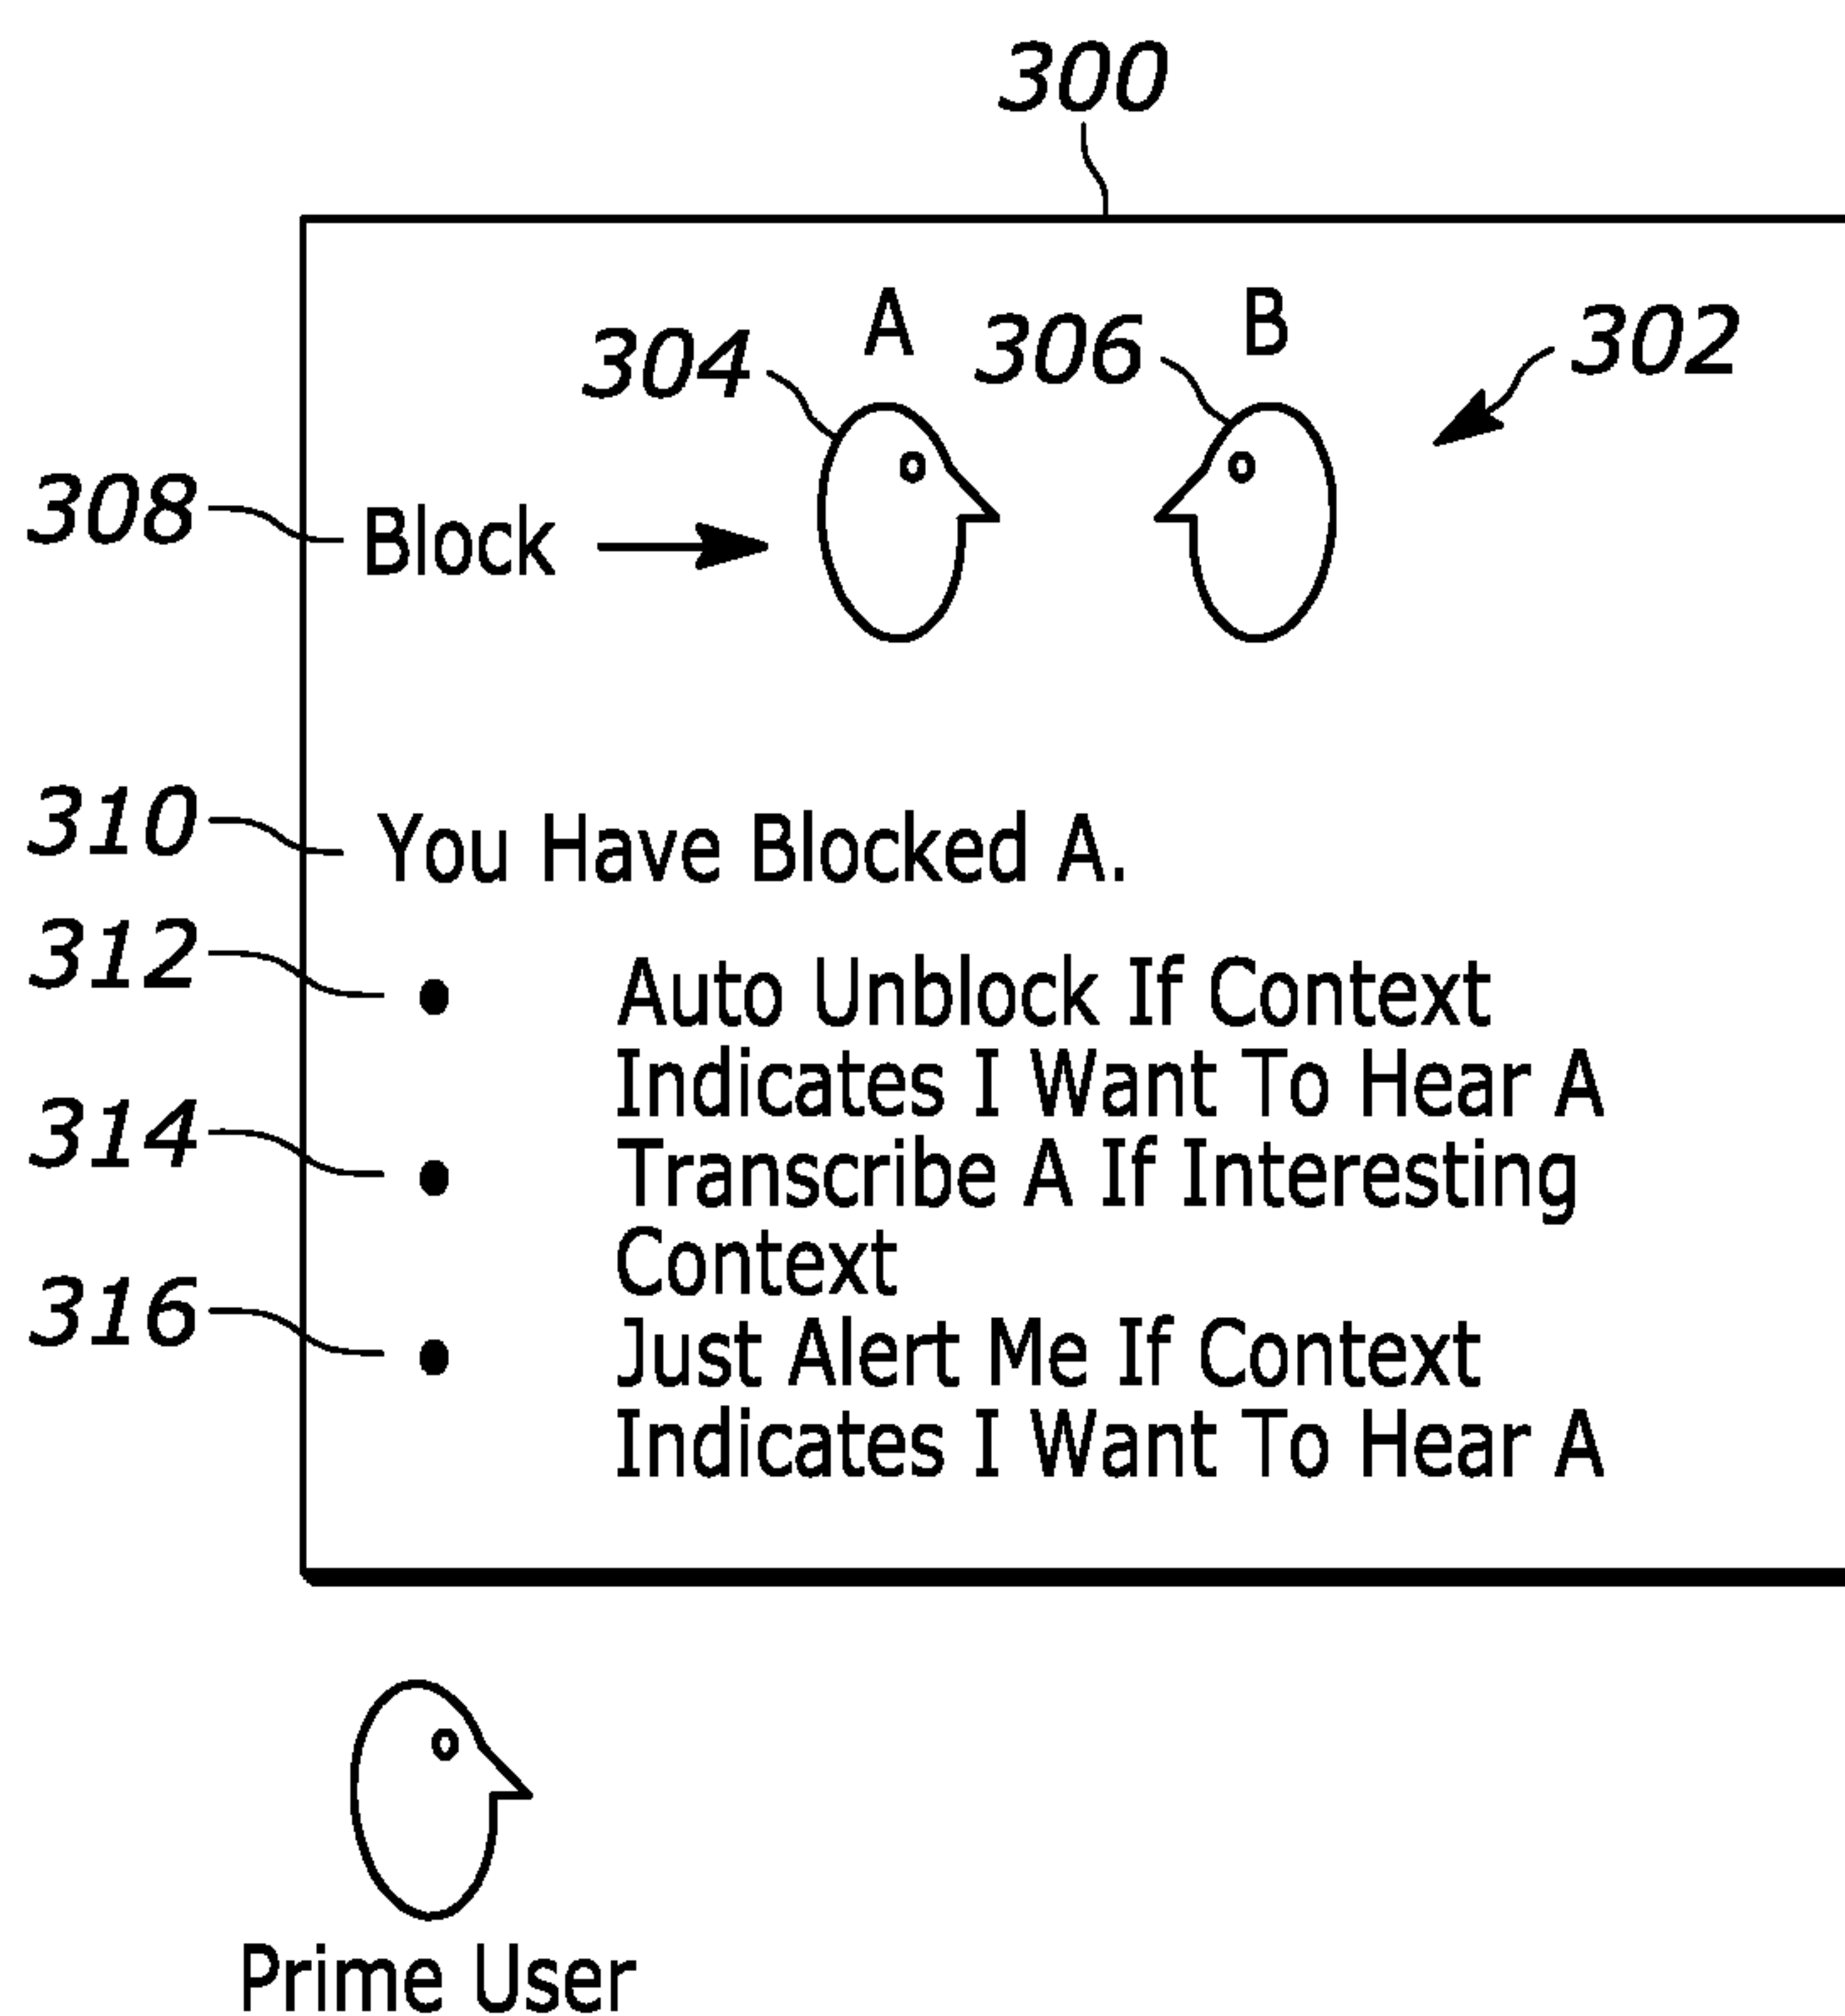 300
A B
304 306 302
308 Block
310 You Have Blocked A.
312 Auto Unblock If Context
Indicates I Want To Hear A
314 Transcribe A If Interesting
Context
316 Just Alert Me If Context
Indicates I Want To Hear A
Prime User